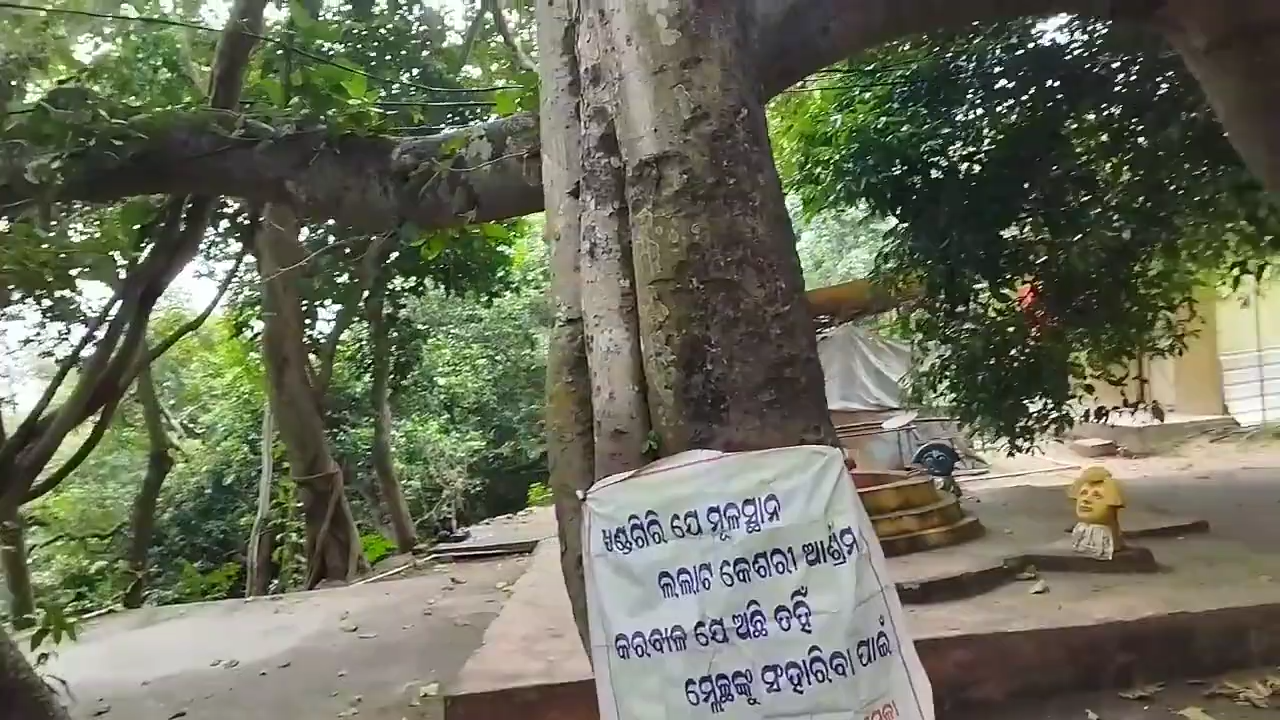 ଖଣ୍ଡଗିରି ଯେ ମୂଳସ୍ଥାନ
ଲଲାଟ କେଶରୀ ଆଶ୍ରମ
କରବାଳ ଯେ ଅଛି ତହିଁ
ମ୍ଳେଚ୍ଛଙ୍କୁ ସଂହାରିବା ପାଇଁ